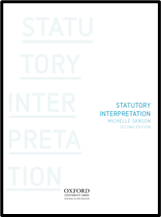 STATU
TORY
INTER
PRETA
TION
STATUTORY
INTERPRETATION
MICHELLE SANSON
SECOND EDITION
OXFORD